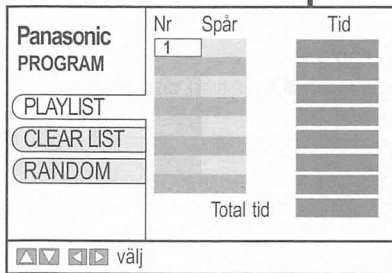 Panasonic
PROGRAM
PLAYLIST
CLEAR LIST
RANDOM
Nr Spår Tid
1
Total tid
välj